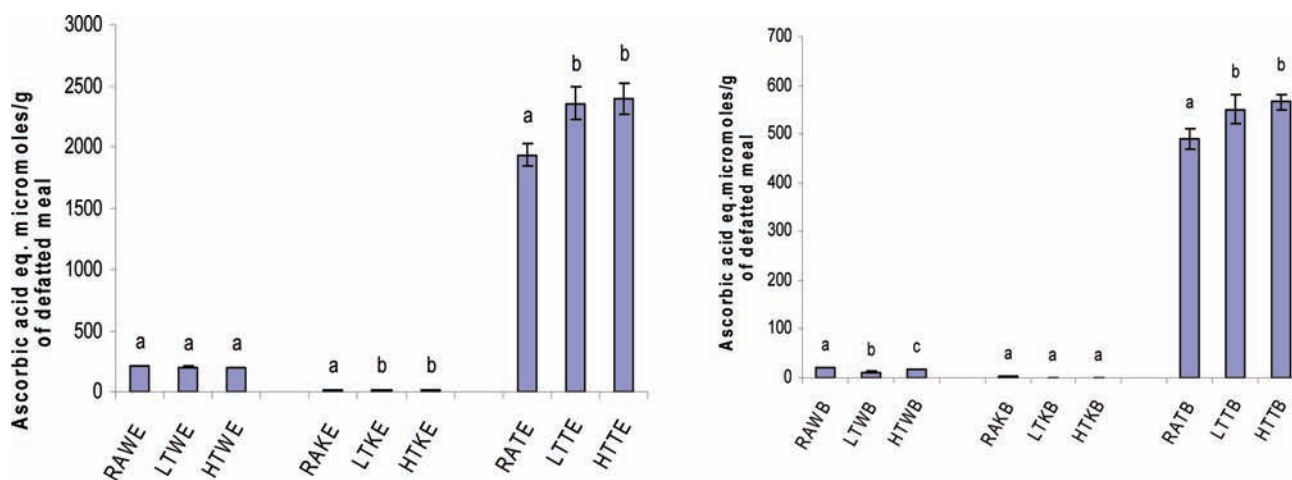 Ascorbic acid eq. micromoles/g
of defatted meal
3000
2500
2000
1500
1000
500
0
a a a
a b b
a b b
RAWE LTWE HTWE RAKE LTKE HTKE RATE LTTE HTTE
Ascorbic acid eq.micromoles/g
of defatted meal
700
600
500
400
300
200
100
0
a b c
a a a
a b b
RAWB LTWB HTWB RAKB LTKB HTKB RATB LTTB HTTB